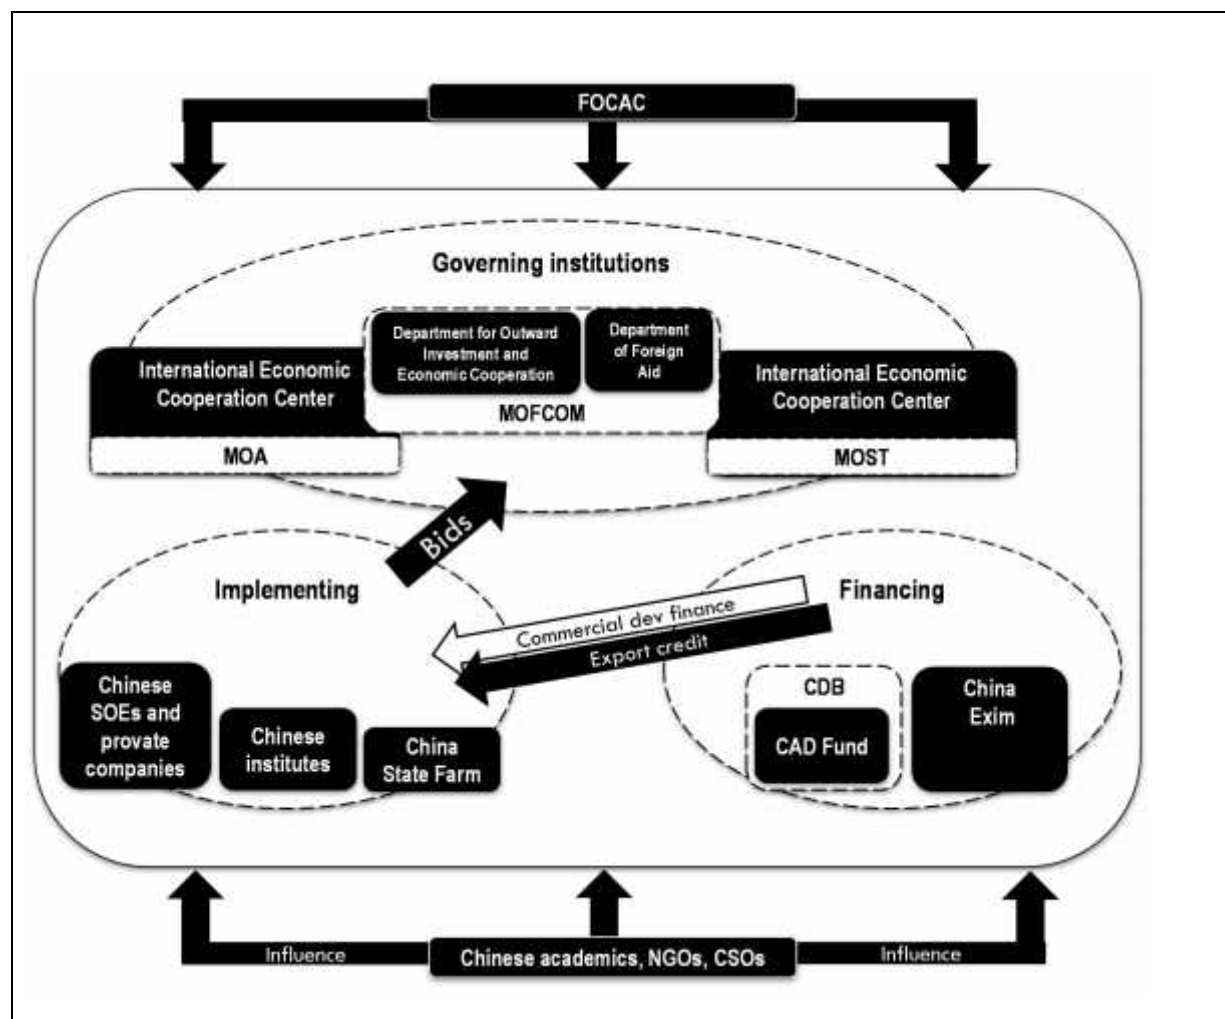 FOCAC
Governing institutions
International Economic
Cooperation Center
MOA
Department for Outward
Investment and
Economic Cooperation
Department
of Foreign
Aid
MOFCOM
International Economic
Cooperation Center
MOST
Bids
Implementing
Commercial dev finance
Export credit
Financing
Chinese
SOEs and
provate
companies
Chinese
institutes
China
State Farm
CDB
CAD Fund
China
Exim
Influence
Chinese academics, NGOs, CSOs
Influence